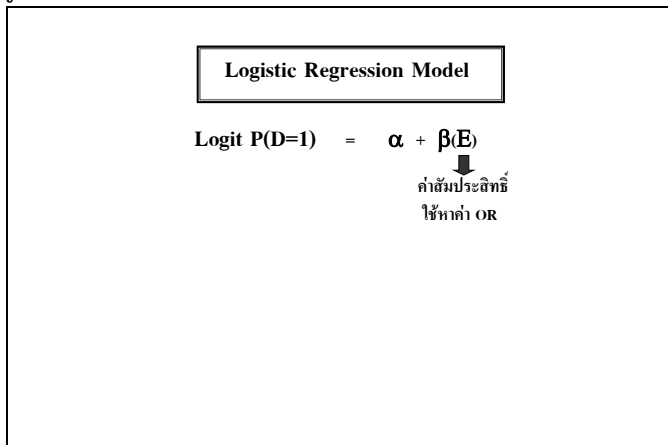 Logistic Regression Model
Logit P(D=1) = α + β(E)
ค่าสัมประสิทธิ์
ใช้หาค่า OR